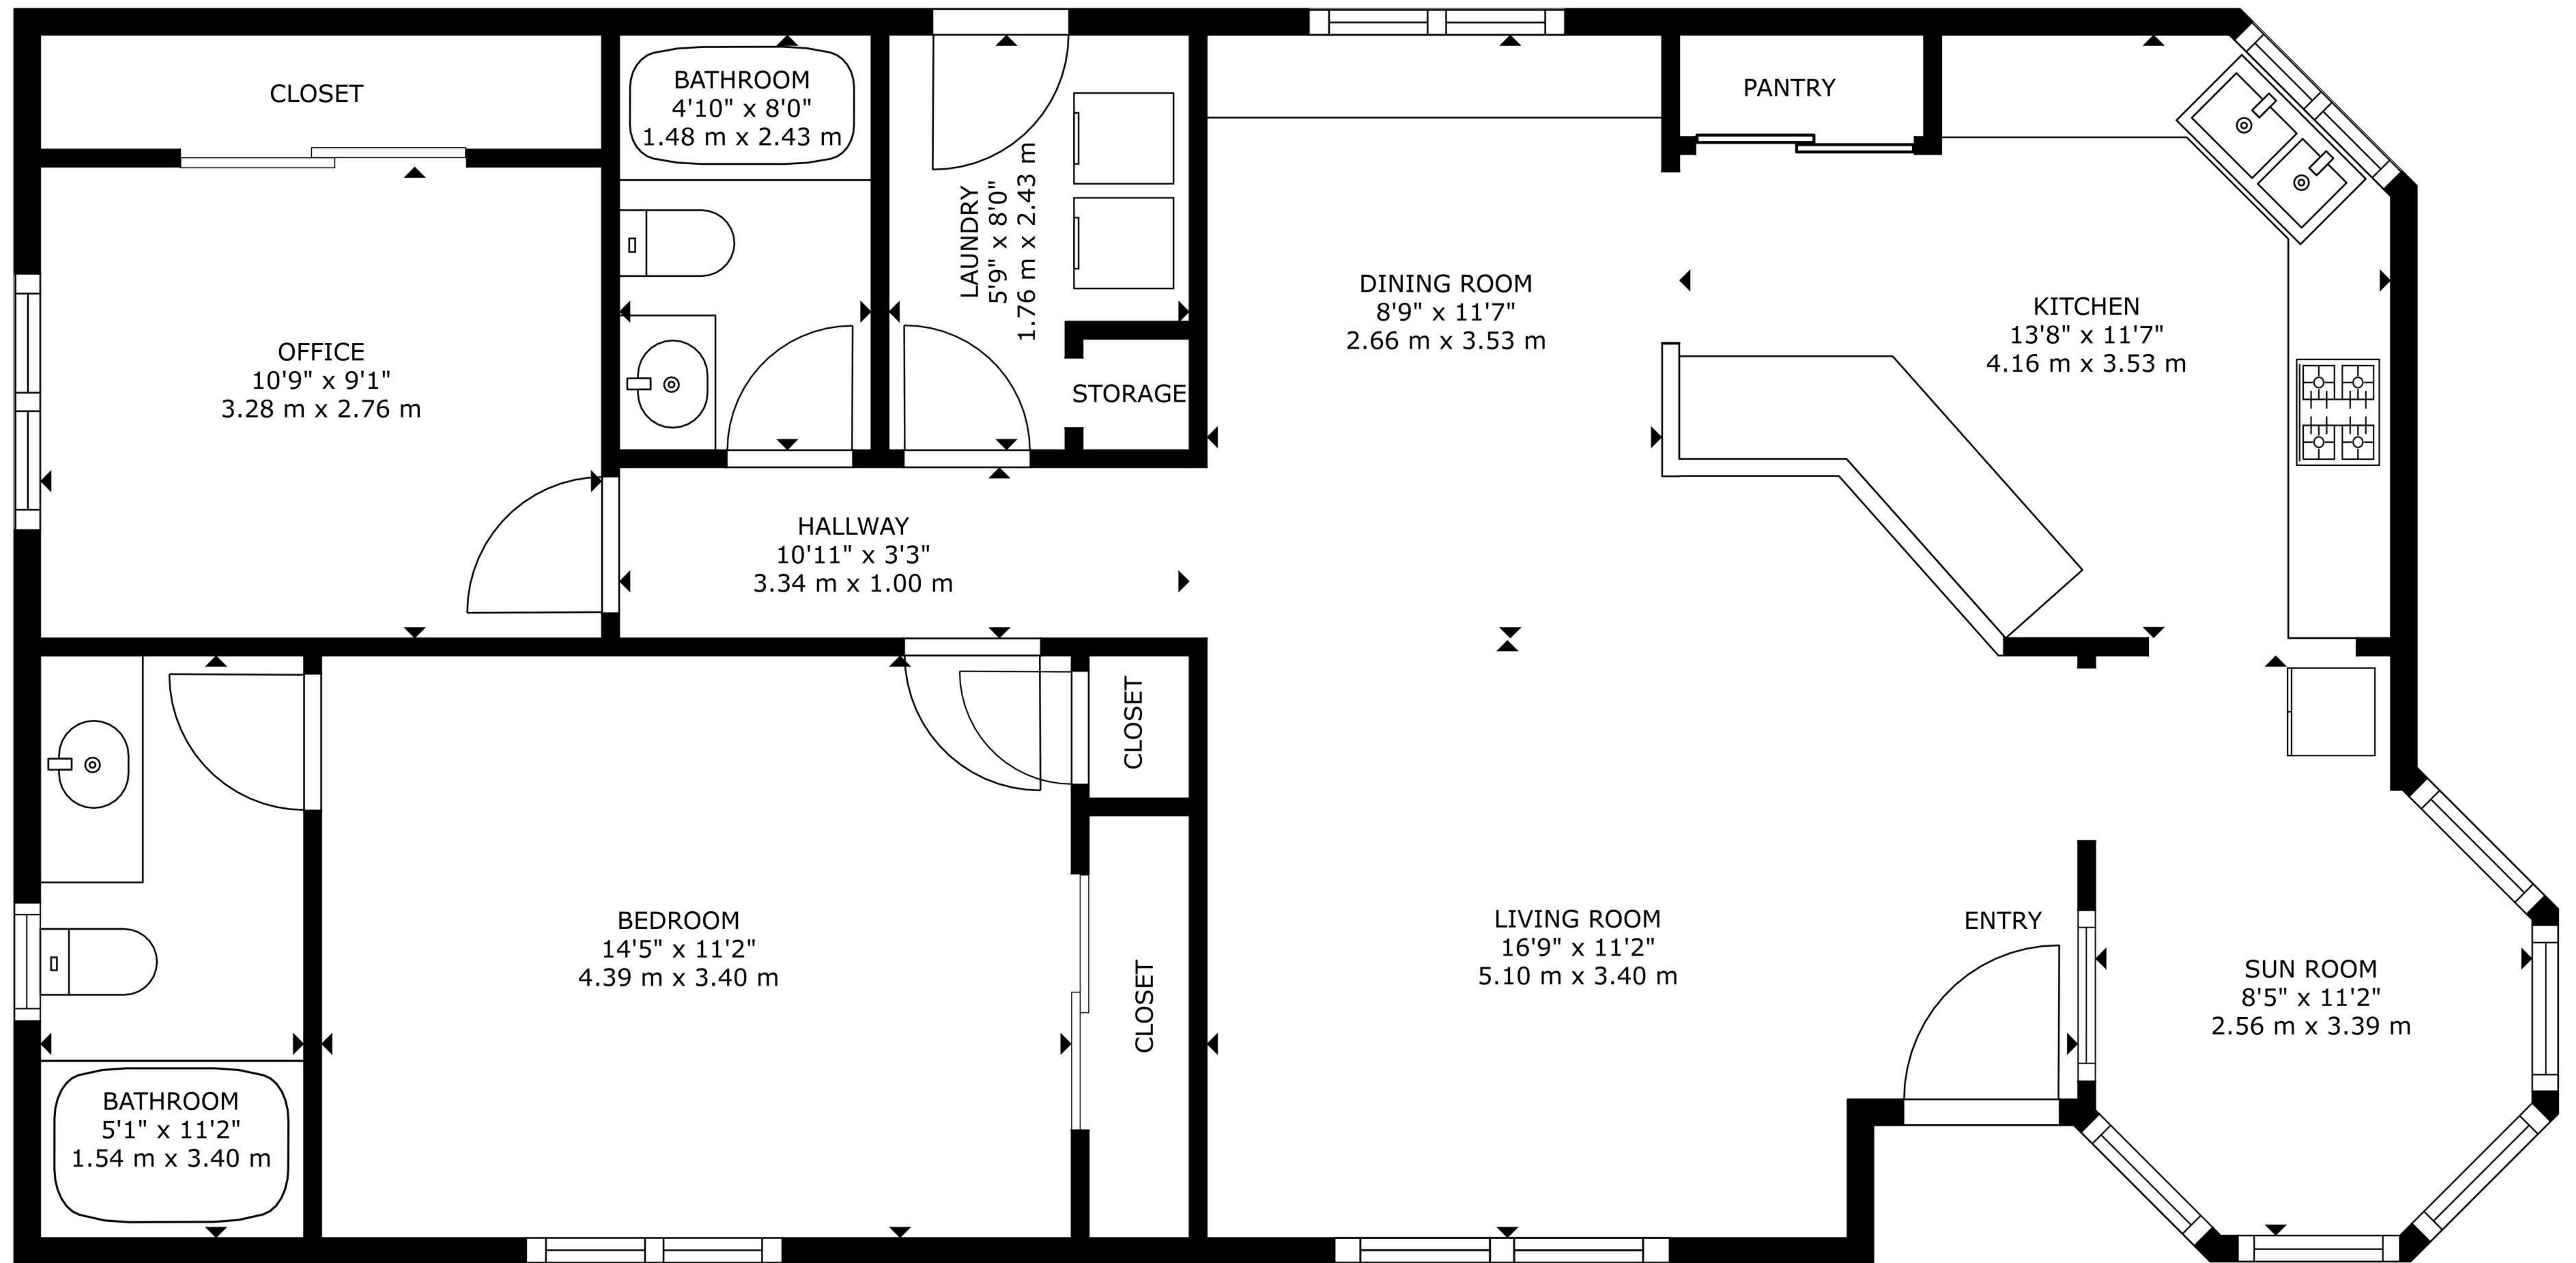 CLOSET
BATHROOM
4'10" x 8'0"
1.48 m x 2.43 m
LAUNDRY
5'9" x 8'0"
1.76 m x 2.43 m
STORAGE
PANTRY
DINING ROOM
8'9" x 11'7"
2.66 m x 3.53 m
KITCHEN
13'8" x 11'7"
4.16 m x 3.53 m
OFFICE
10'9" x 9'1"
3.28 m x 2.76 m
HALLWAY
10'11" x 3'3"
3.34 m x 1.00 m
CLOSET
BEDROOM
14'5" x 11'2"
4.39 m x 3.40 m
CLOSET
LIVING ROOM
16'9" x 11'2"
5.10 m x 3.40 m
ENTRY
SUN ROOM
8'5" x 11'2"
2.56 m x 3.39 m
BATHROOM
5'1" x 11'2"
1.54 m x 3.40 m